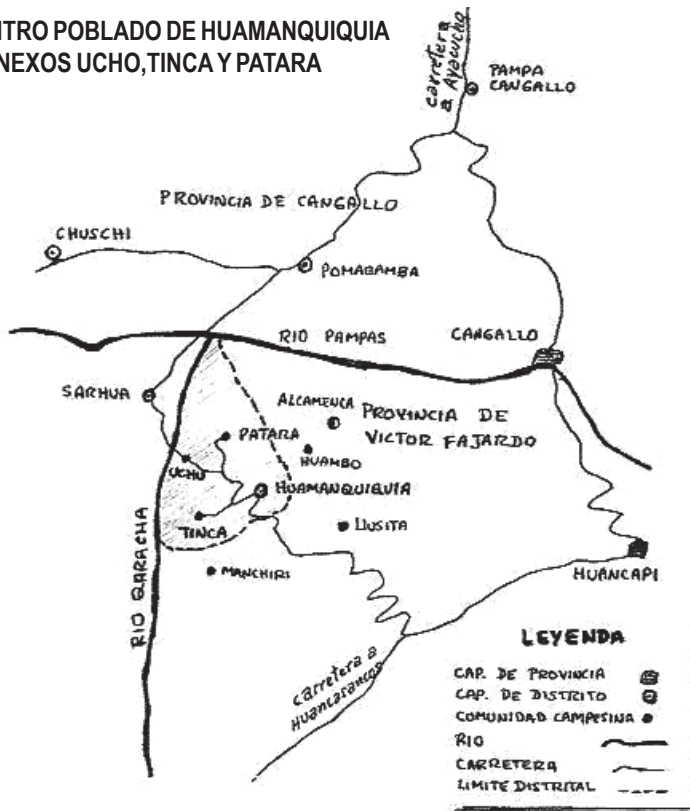 NTRO POBLADO DE HUAMANQUIQUIA
NEXOS UCHO,TINCA Y PATARA
carretera
a Ayacucho
PAMPA
CANGALLO
PROVINCIA DE CANGALLO
CHUSCHI
POMABAMBA
RIO PAMPAS
CANGALLO
SARHUA
ALCAMENCA
PROVINCIA DE
VICTOR FAJARDO
PATARA
HUAMBO
UCHU
HUAMANQUIQUIA
TINCA
LLUSITA
RIO QARACHA
MANCHIRI
HUANCAPI
carretera a
Huancasancos
LEYENDA
CAP. DE PROVINCIA
CAP. DE DISTRITO
COMUNIDAD CAMPESINA
RIO
CARRETERA
LIMITE DISTRITAL